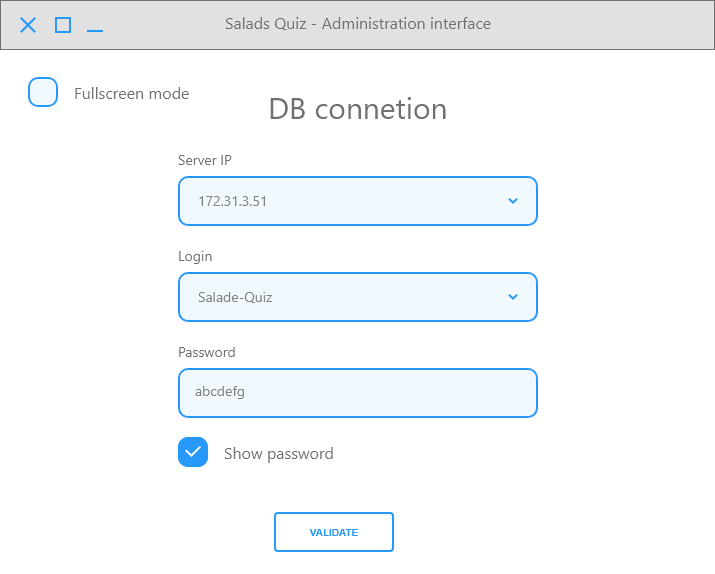 Salads Quiz - Administration interface
Fullscreen mode
DB connetion
Server IP
172.31.3.51
Login
Salade-Quiz
Password
abcdefg
Show password
VALIDATE